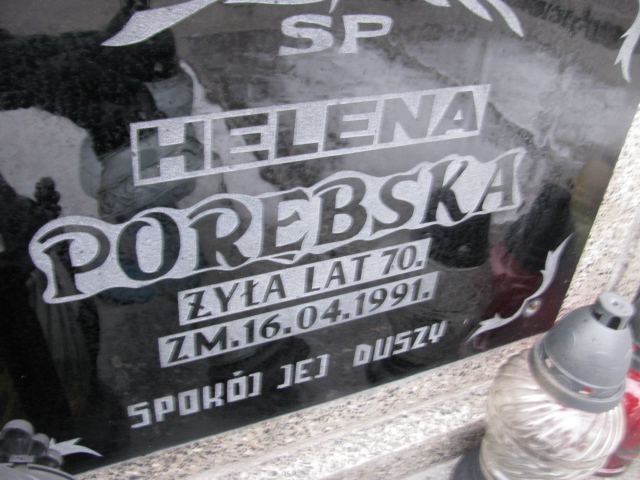 SP
HELENA
PORĘBSKA
ŻYŁA LAT 70.
ZM.16.04.1991.
SPOKÓJ JEJ DUSZY